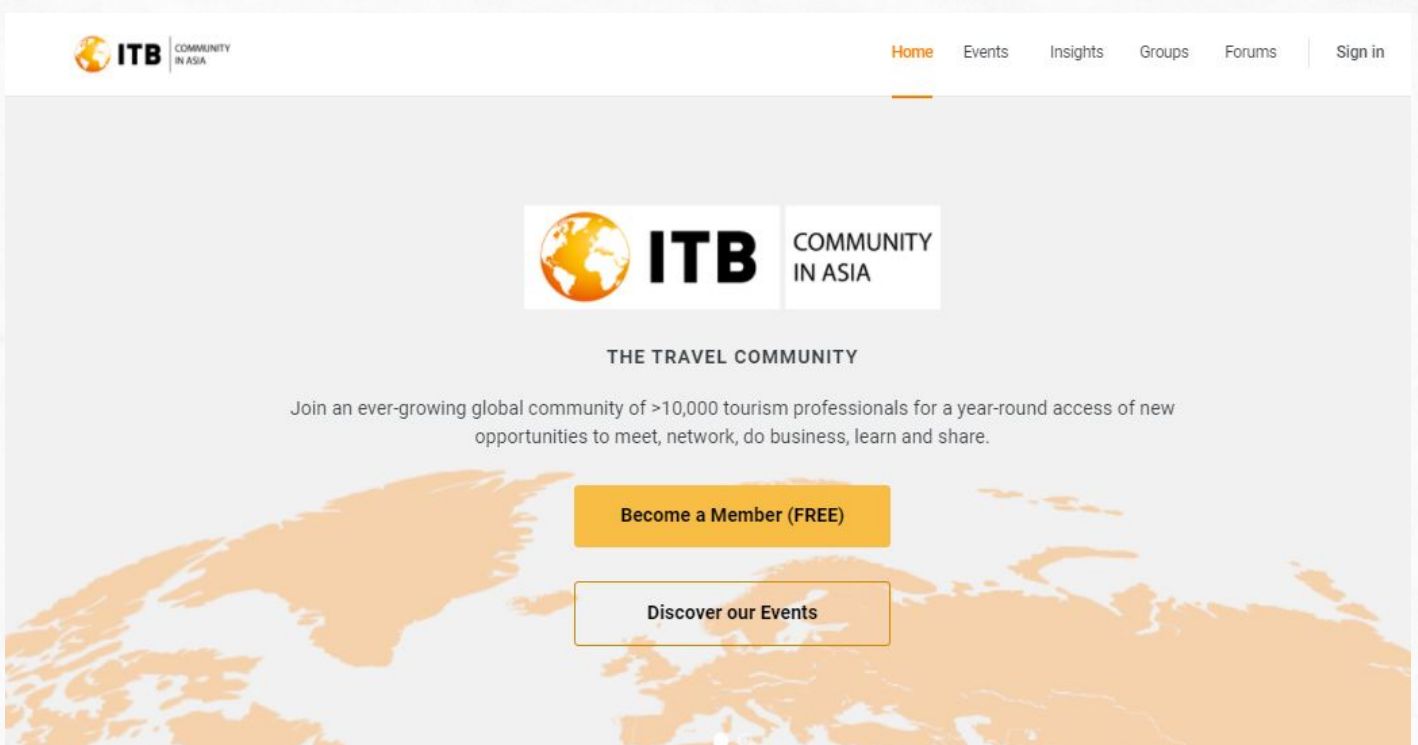 ITB COMMUNITY
IN ASIA
Home Events Insights Groups Forums Sign in
ITB COMMUNITY
IN ASIA
THE TRAVEL COMMUNITY
Join an ever-growing global community of >10,000 tourism professionals for a year-round access of new
opportunities to meet, network, do business, learn and share.
Become a Member (FREE)
Discover our Events